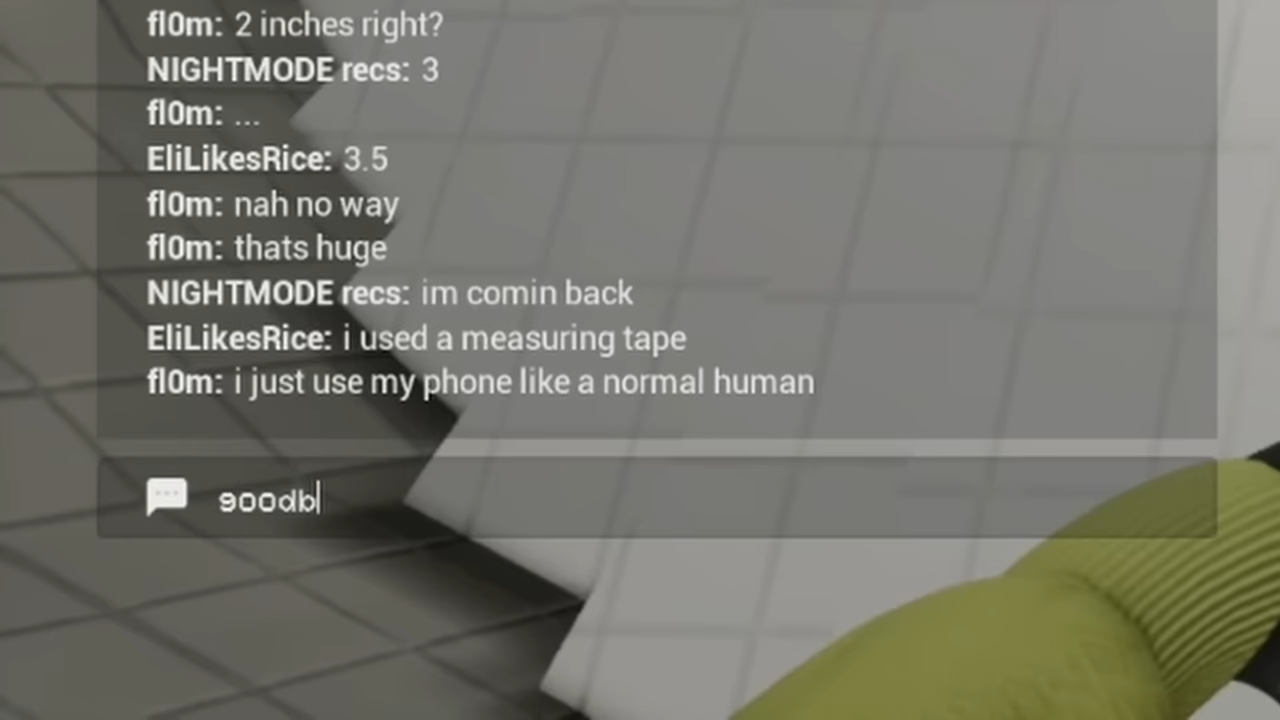 fl0m: 2 inches right?
NIGHTMODE recs: 3
fl0m: ...
EliLikesRice: 3.5
fl0m: nah no way
fl0m: thats huge
NIGHTMODE recs: im comin back
EliLikesRice: i used a measuring tape
fl0m: i just use my phone like a normal human
goodb